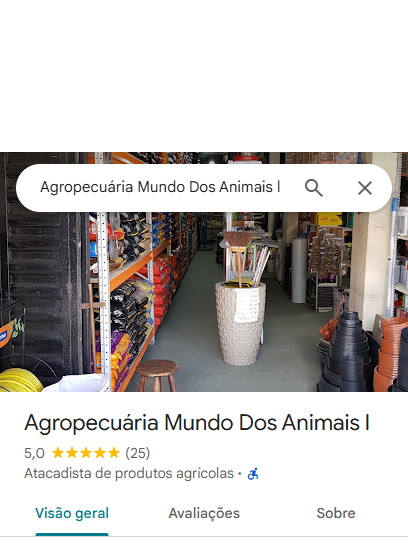 Agropecuária Mundo Dos Animais I
Agropecuária Mundo Dos Animais I
5,0 ★★★★★ (25)
Atacadista de produtos agrícolas ·
Visão geral
Avaliações
Sobre